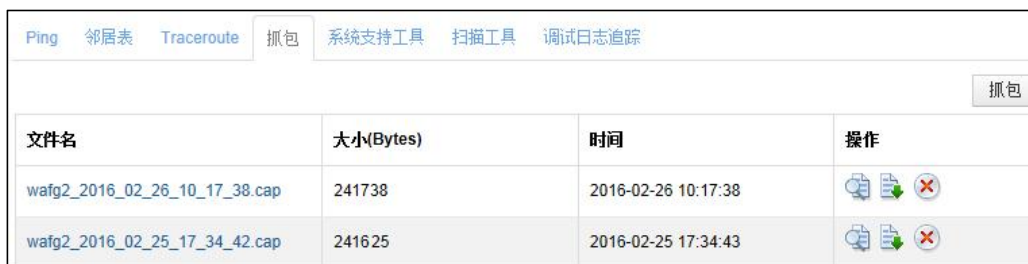 Ping 邻居表 Traceroute 抓包 系统支持工具 扫描工具 调试日志追踪
抓包
文件名 大小(Bytes) 时间 操作
wafg2_2016_02_26_10_17_38.cap 241738 2016-02-26 10:17:38
wafg2_2016_02_25_17_34_42.cap 241625 2016-02-25 17:34:43